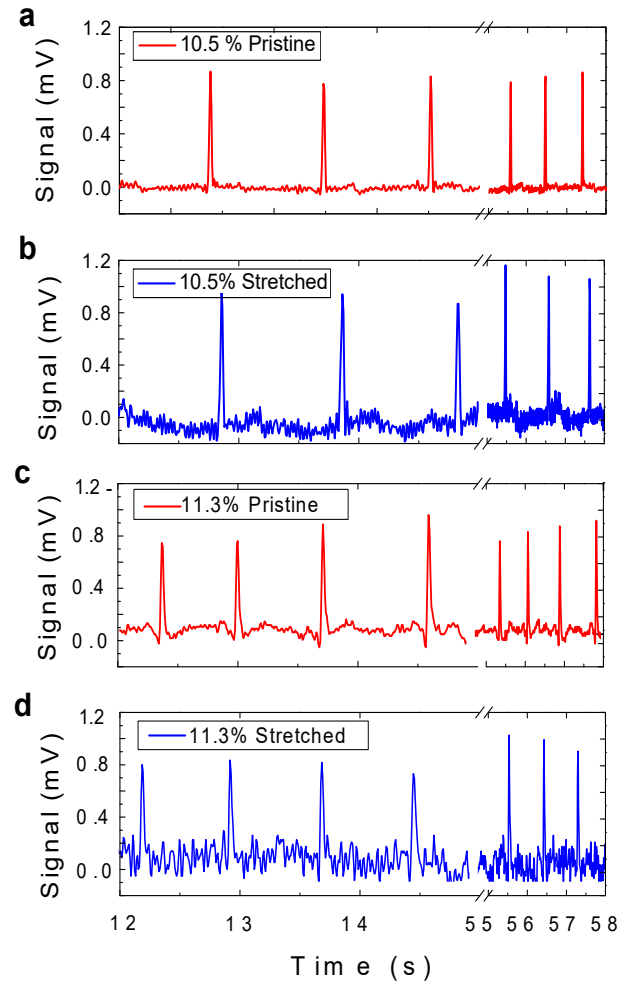 a
1.2
10.5 % Pristine
0.8
0.4
0.0
Signal (mV)
b
1.2
10.5% Stretched
0.8
0.4
0.0
Signal (mV)
c
1.2
11.3% Pristine
0.8
0.4
0.0
Signal (mV)
d
1.2
11.3% Stretched
0.8
0.4
0.0
Signal (mV)
12 13 14 55 56 57 58
Time (s)